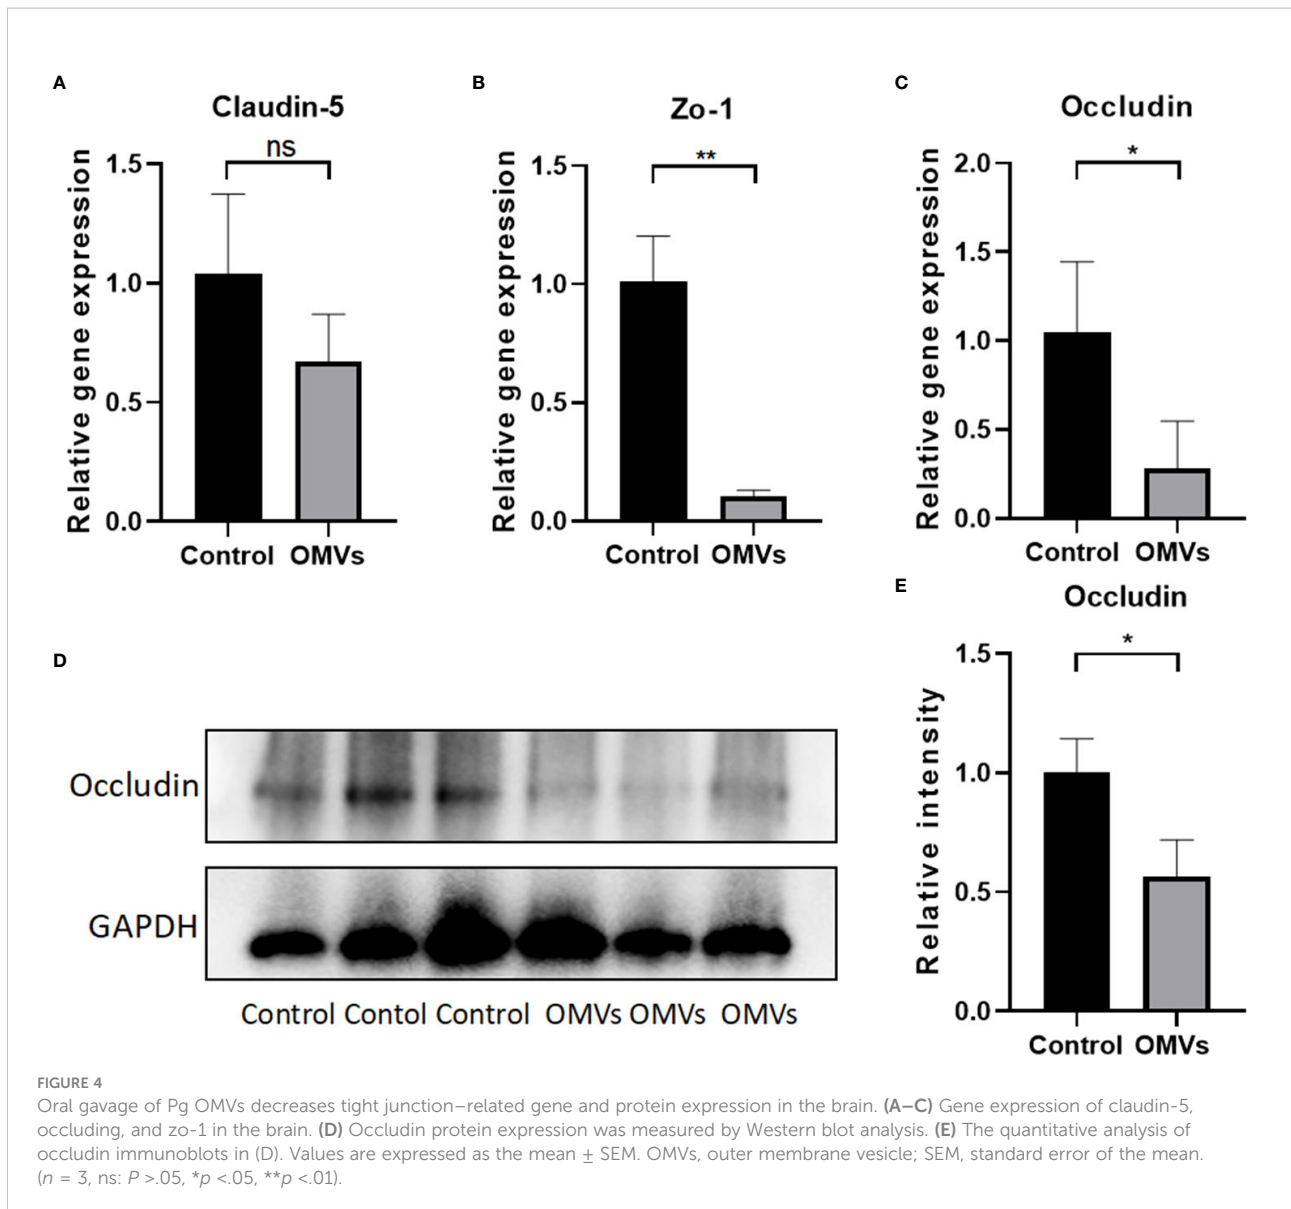 A
Claudin-5
ns
Relative gene expression
1.5
1.0
0.5
0.0
Control OMVs
B
Zo-1
**
Relative gene expression
1.5
1.0
0.5
0.0
Control OMVs
C
Occludin
*
Relative gene expression
2.0
1.5
1.0
0.5
0.0
Control OMVs
D
Occludin
GAPDH
Control Contol Control OMVs OMVs OMVs
E
Occludin
*
Relative intensity
1.5
1.0
0.5
0.0
Control OMVs
FIGURE 4
Oral gavage of Pg OMVs decreases tight junction–related gene and protein expression in the brain. (A–C) Gene expression of claudin-5,
occluding, and zo-1 in the brain. (D) Occludin protein expression was measured by Western blot analysis. (E) The quantitative analysis of
occludin immunoblots in (D). Values are expressed as the mean ± SEM. OMVs, outer membrane vesicle; SEM, standard error of the mean.
(n = 3, ns: P >.05, *p <.05, **p <.01).